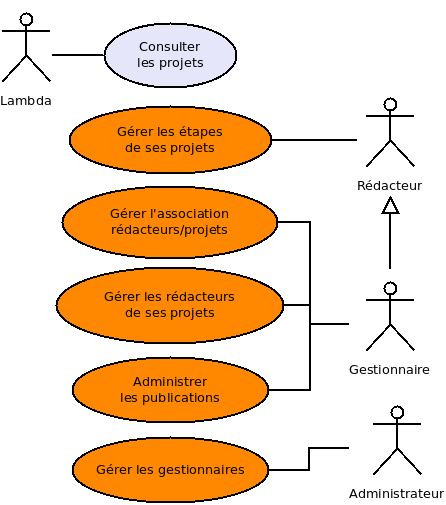 Consulter
les projets
Lambda
Gérer les étapes
de ses projets
Rédacteur
Gérer l'association
rédacteurs/projets
Gérer les rédacteurs
de ses projets
Gestionnaire
Administrer
les publications
Gérer les gestionnaires
Administrateur